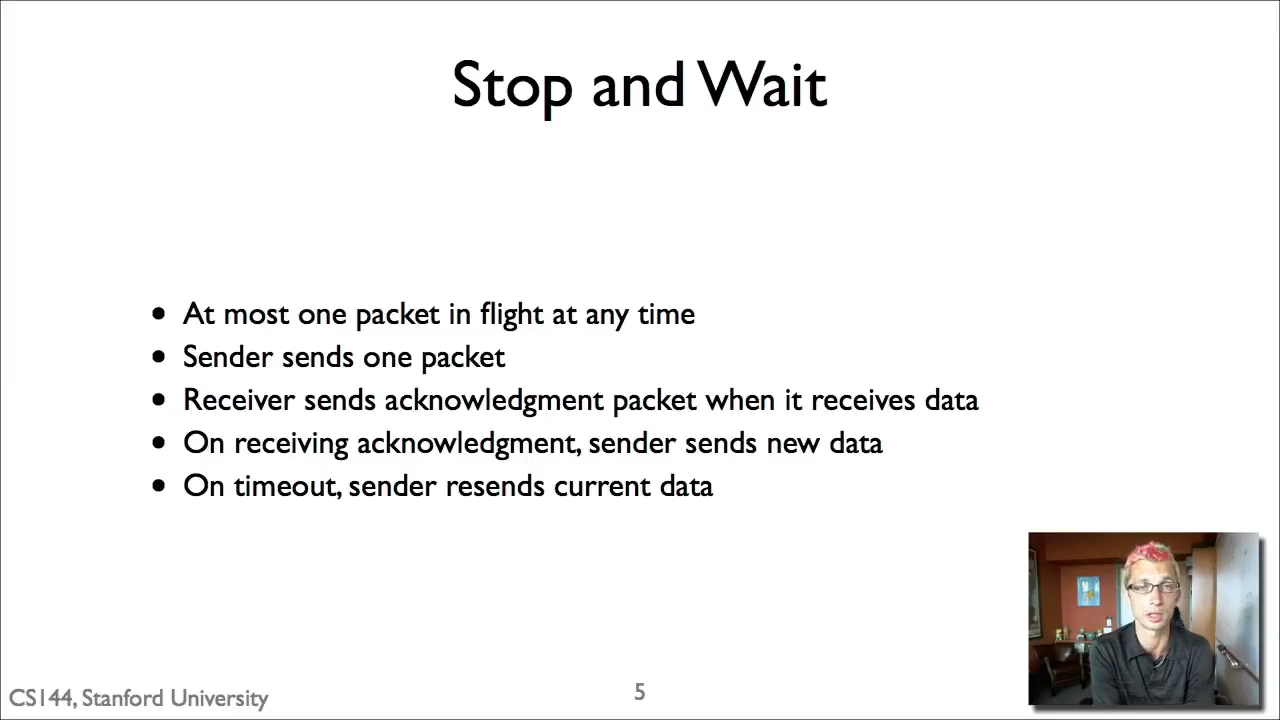 Stop and Wait
• At most one packet in flight at any time
• Sender sends one packet
• Receiver sends acknowledgment packet when it receives data
• On receiving acknowledgment, sender sends new data
• On timeout, sender resends current data
CS144, Stanford University
5